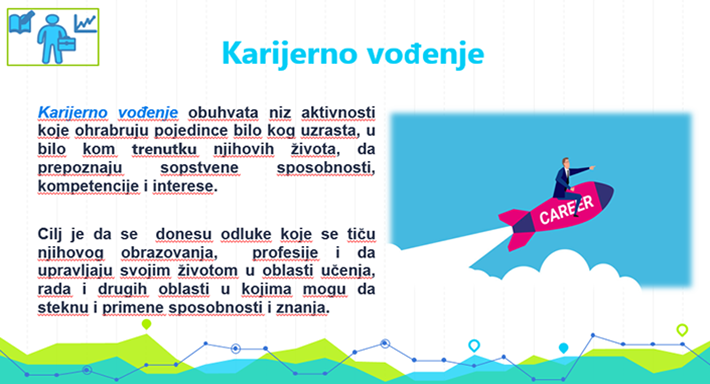 Karijerno vođenje
Karijerno vođenje obuhvata niz aktivnosti
koje ohrabruju pojedince bilo kog uzrasta, u
bilo kom trenutku njihovih života, da
prepoznaju sopstvene sposobnosti,
kompetencije i interese.
Cilj je da se donesu odluke koje se tiču
njihovog obrazovanja, profesije i da
upravljaju svojim životom u oblasti učenja,
rada i drugih oblasti u kojima mogu da
steknu i primene sposobnosti i znanja.
CAREER